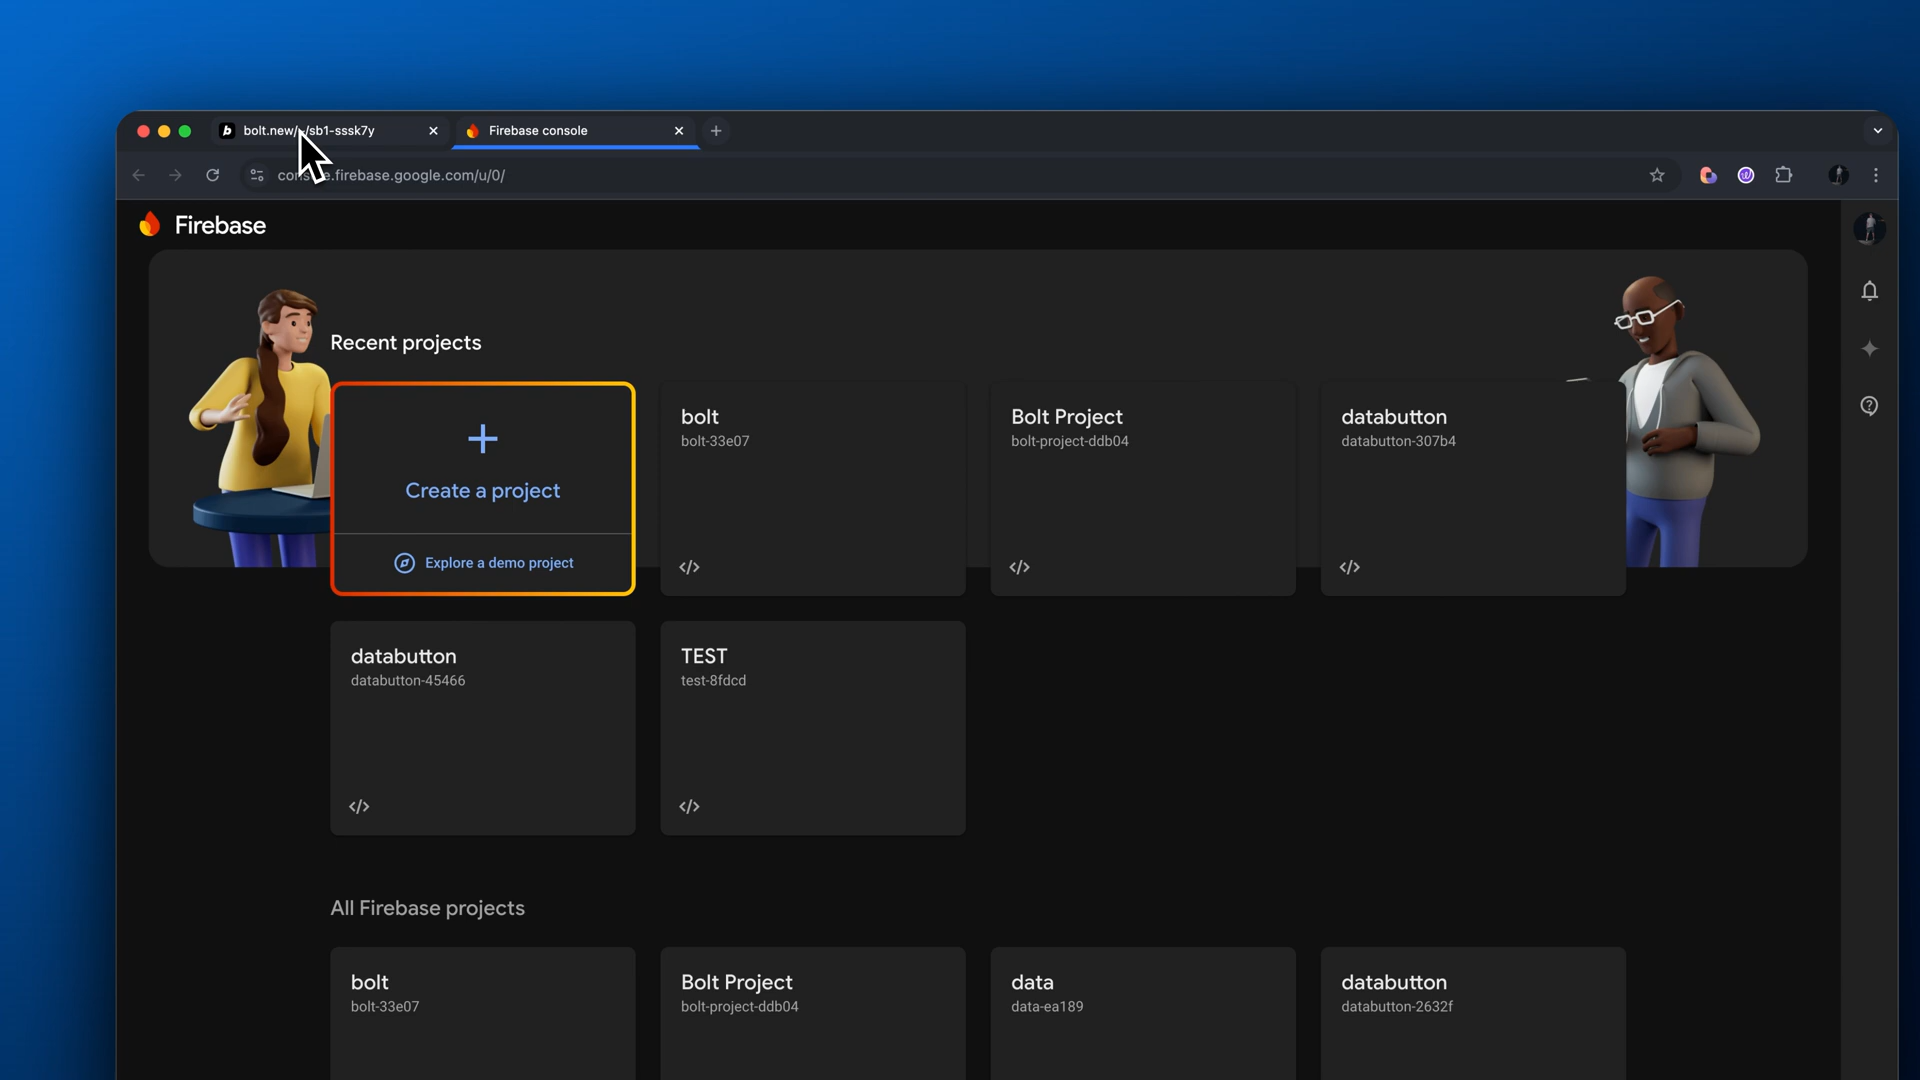 bolt.new/~/sb1-sssk7y
Firebase console
console.firebase.google.com/u/0/
Firebase
Recent projects
Create a project
Explore a demo project
bolt
bolt-33e07
Bolt Project
bolt-project-ddb04
databutton
databutton-307b4
databutton
databutton-45466
TEST
test-8fdcd
All Firebase projects
bolt
bolt-33e07
Bolt Project
bolt-project-ddb04
data
data-ea189
databutton
databutton-2632f